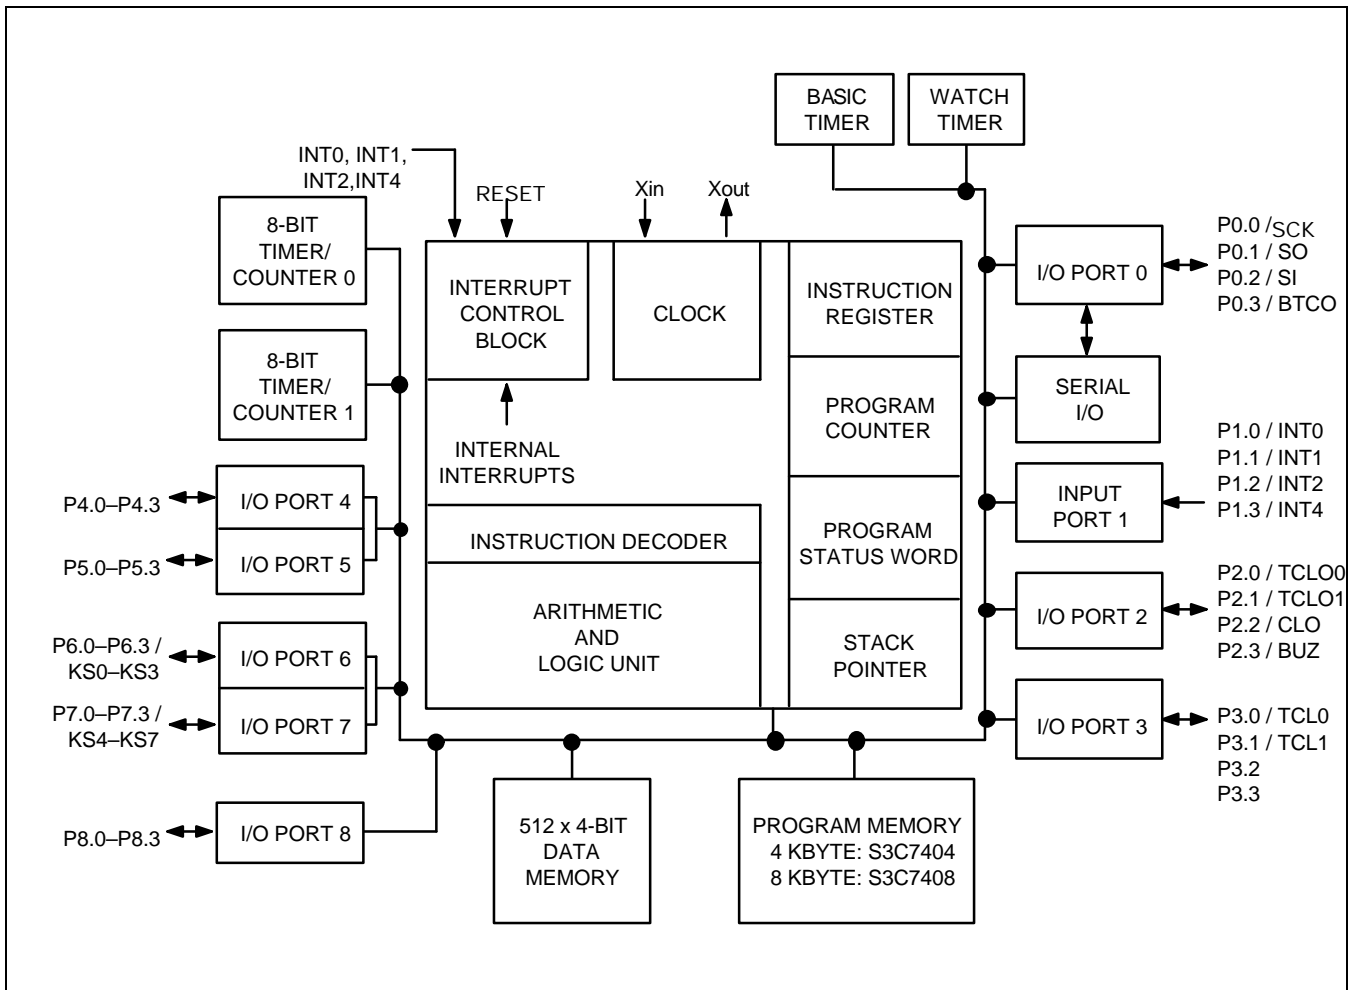 BASIC
TIMER
WATCH
TIMER
INT0, INT1,
INT2,INT4
RESET
Xin
Xout
8-BIT
TIMER/
COUNTER 0
INTERRUPT
CONTROL
BLOCK
CLOCK
INSTRUCTION
REGISTER
I/O PORT 0
P0.0 /SCK
P0.1 / SO
P0.2 / SI
P0.3 / BTCO
8-BIT
TIMER/
COUNTER 1
INTERNAL
INTERRUPTS
PROGRAM
COUNTER
SERIAL
I/O
P4.0–P4.3
I/O PORT 4
P5.0–P5.3
I/O PORT 5
INSTRUCTION DECODER
PROGRAM
STATUS WORD
INPUT
PORT 1
P1.0 / INT0
P1.1 / INT1
P1.2 / INT2
P1.3 / INT4
ARITHMETIC
AND
LOGIC UNIT
STACK
POINTER
I/O PORT 2
P2.0 / TCLO0
P2.1 / TCLO1
P2.2 / CLO
P2.3 / BUZ
P6.0–P6.3 /
KS0–KS3
I/O PORT 6
P7.0–P7.3 /
KS4–KS7
I/O PORT 7
I/O PORT 3
P3.0 / TCL0
P3.1 / TCL1
P3.2
P3.3
P8.0–P8.3
I/O PORT 8
512 x 4-BIT
DATA
MEMORY
PROGRAM MEMORY
4 KBYTE: S3C7404
8 KBYTE: S3C7408